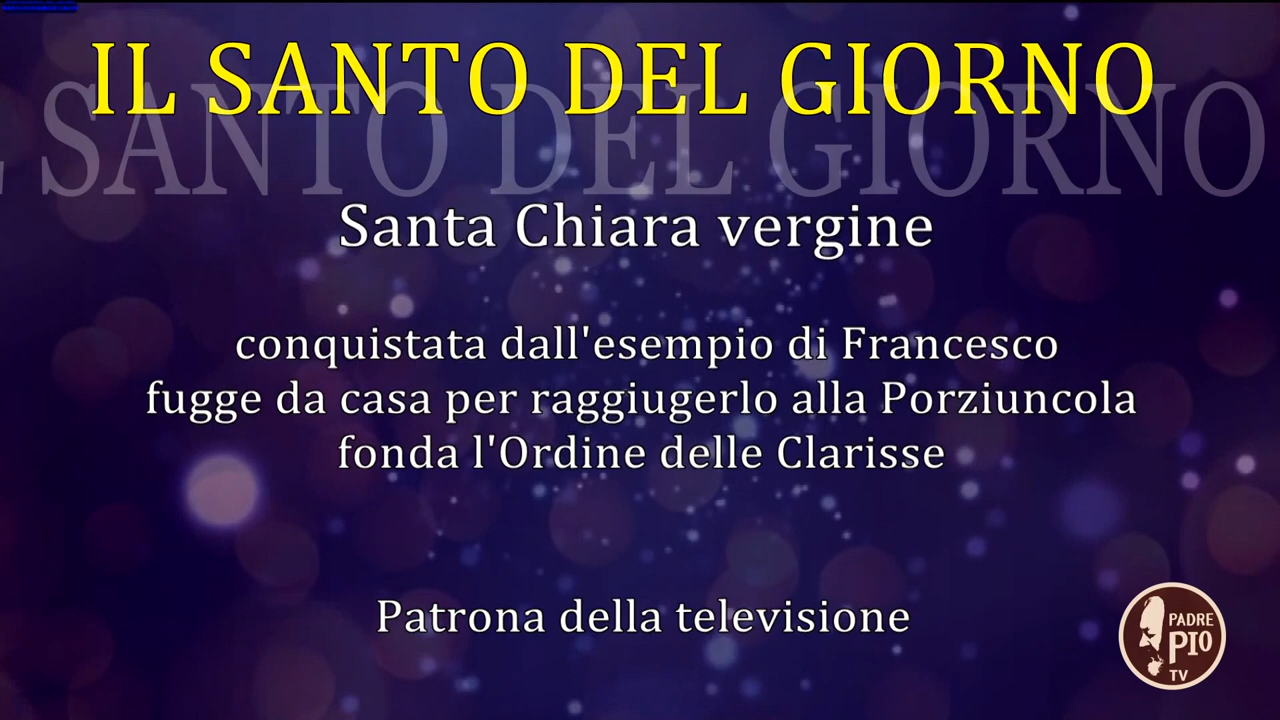 IL SANTO DEL GIORNO
SANTO DEL GIORNO
Santa Chiara vergine
conquistata dall'esempio di Francesco
fugge da casa per raggiugerlo alla Porziuncola
fonda l'Ordine delle Clarisse
Patrona della televisione
PADRE
PIO
TV